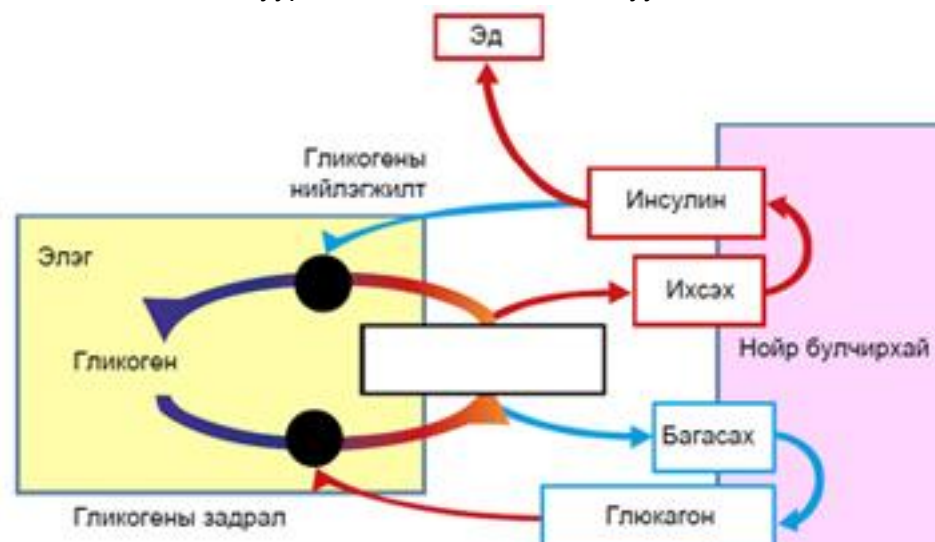 Эд
Гликогены
нийлэгжилт
Инсулин
Элэг
Ихсэх
Гликоген
Нойр булчирхай
Багасах
Гликогены задрал
Глюкагон